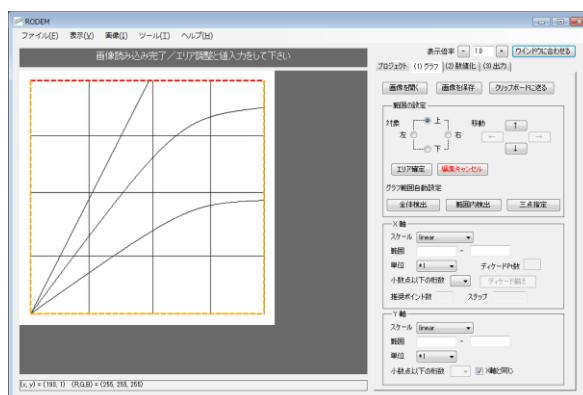 RODEM
ファイル(F) 表示(V) 画像(I) ツール(T) ヘルプ(H)
画像読み込み完了/エリア調整と値入力をして下さい
表示倍率 - 1.0 + ウインドウに合わせる
プロジェクト (1)グラフ (2)数値化 (3)出力
画像を開く 画像を保存 クリップボードに送る
範囲の設定
対象 上 移動 ↑
左 右 ← →
下 ↓
エリア確定 編集キャンセル
グラフ範囲自動設定
全体検出 範囲内検出 三点指定
X 軸
スケール linear
範囲 -
単位 *1 ディケードPt数
小数点以下の桁数 ディケード揃え
推奨ポイント数 ステップ
Y 軸
スケール linear
範囲 -
単位 *1
小数点以下の桁数 X軸と同じ
(x, y) = (193, 1) (R,G,B) = (255, 255, 255)